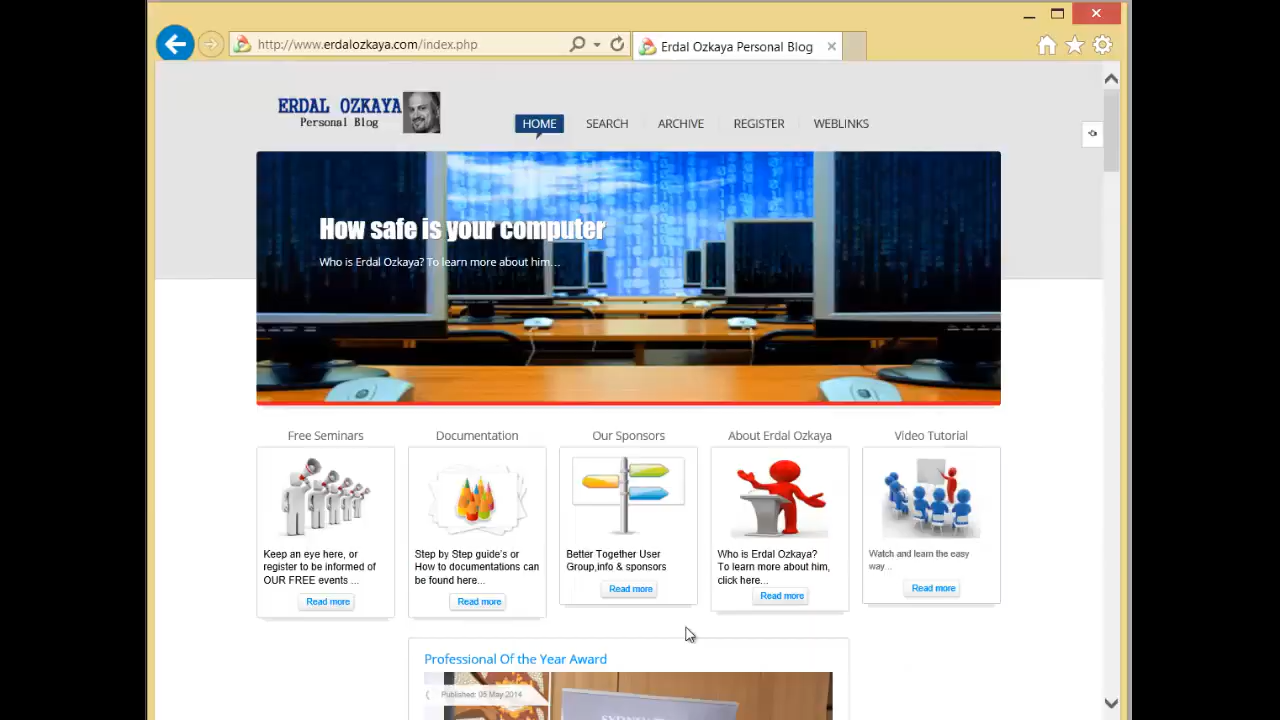 http://www.erdalozkaya.com/index.php
Erdal Ozkaya Personal Blog
ERDAL OZKAYA
Personal Blog
HOME
SEARCH
ARCHIVE
REGISTER
WEBLINKS
How safe is your computer
Who is Erdal Ozkaya? To learn more about him...
Free Seminars
Documentation
Our Sponsors
About Erdal Ozkaya
Video Tutorial
Keep an eye here, or
register to be informed of
OUR FREE events ...
Read more
Step by Step guide's or
How to documentations can
be found here...
Read more
Better Together User
Group,info & sponsors
Read more
Who is Erdal Ozkaya?
To learn more about him,
click here...
Read more
Watch and learn the easy
way ..
Read more
Professional Of the Year Award
Published: 05 May 2014